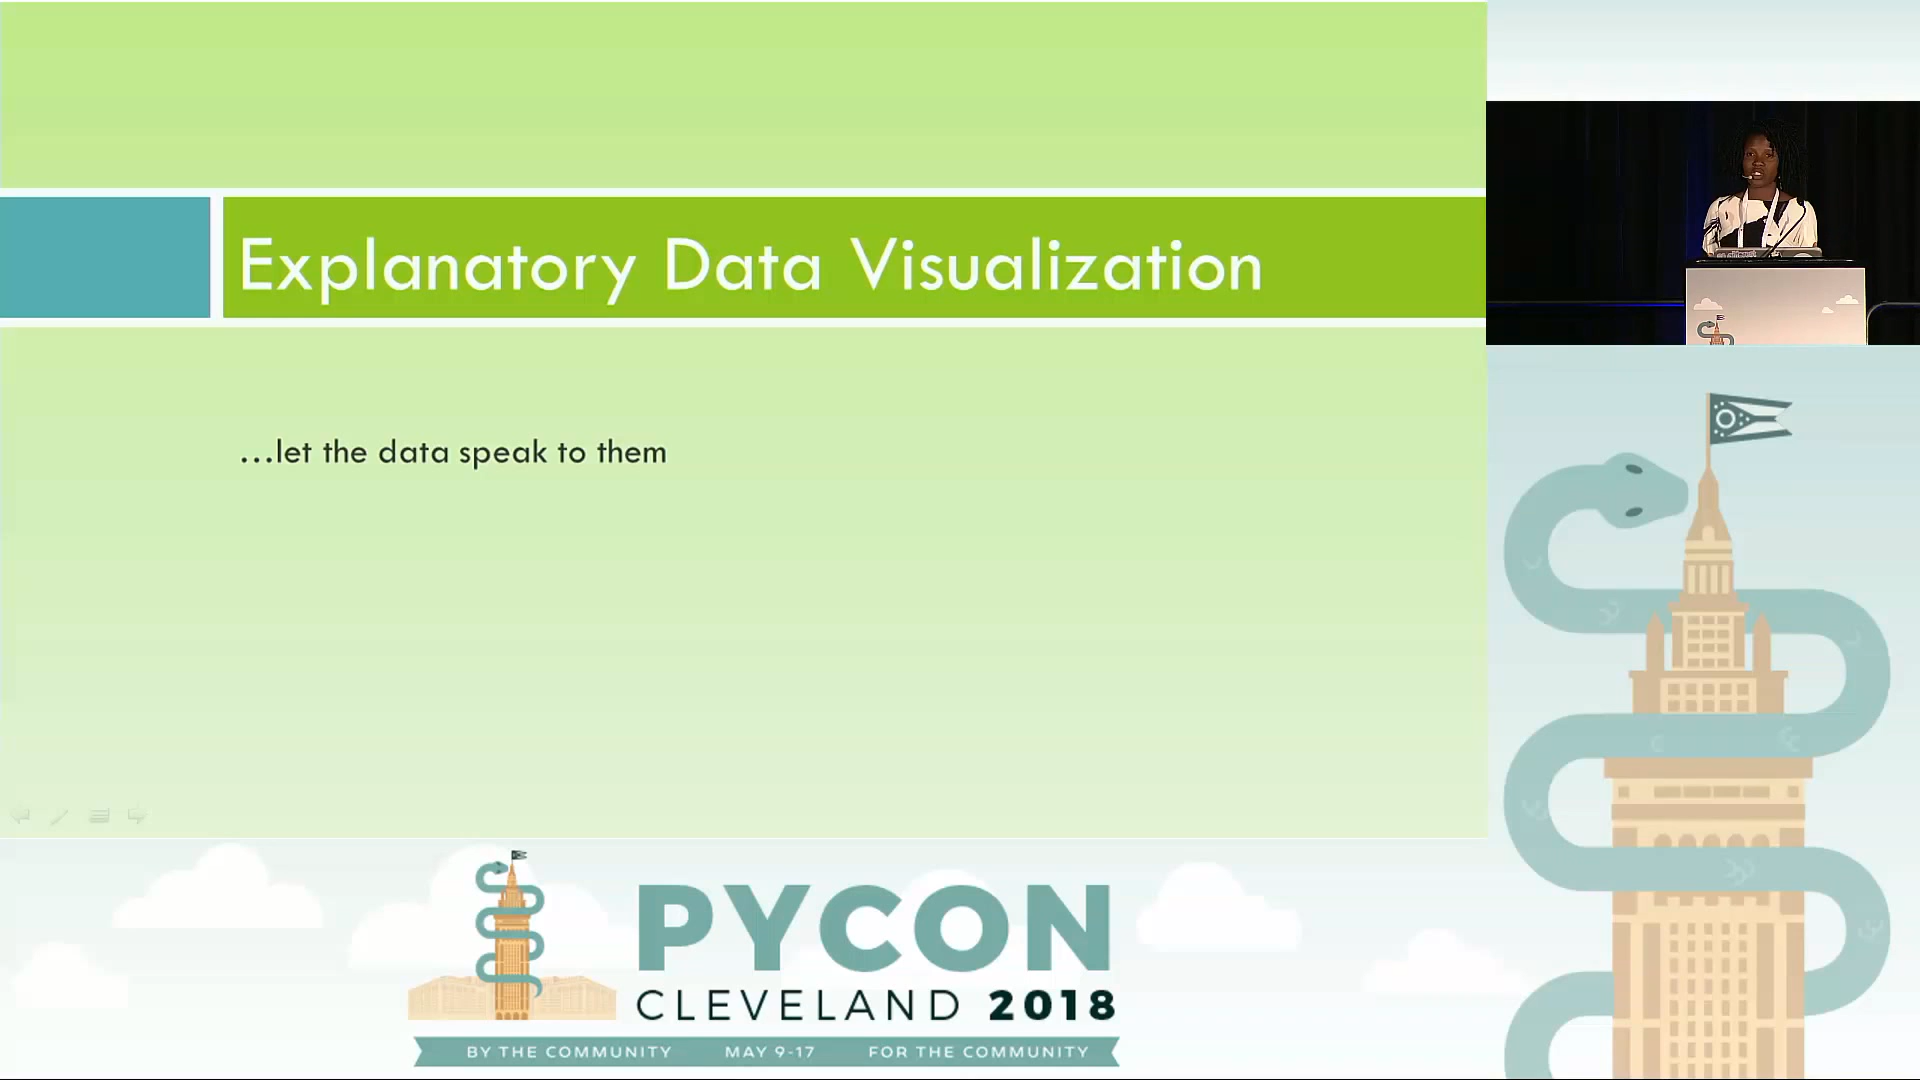 Explanatory Data Visualization
…let the data speak to them
PYCON
CLEVELAND 2018
BY THE COMMUNITY MAY 9-17 FOR THE COMMUNITY